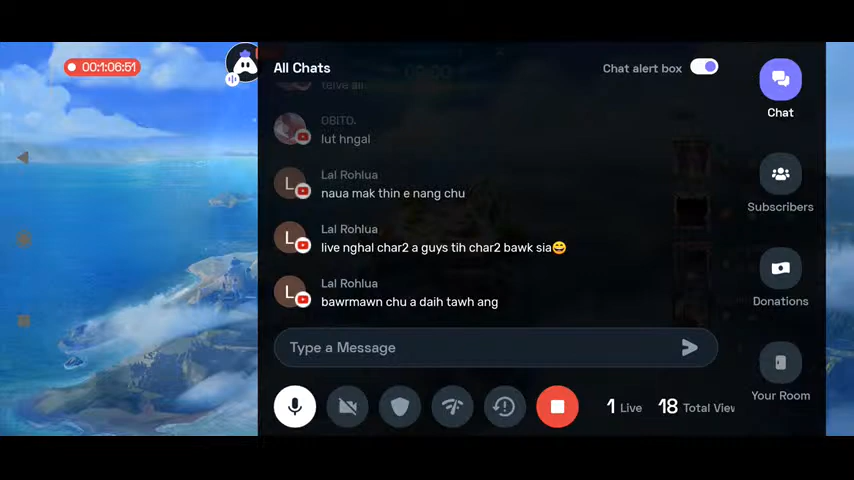 00:1:06:51
All Chats
Chat alert box
Chat
OBITO.
lut hngal
Lal Rohlua
naua mak thin e nang chu
Subscribers
Lal Rohlua
live nghal char2 a guys tih char2 bawk sia😄
Lal Rohlua
bawrmawn chu a daih tawh ang
Donations
Type a Message
Your Room
1 Live 18 Total View